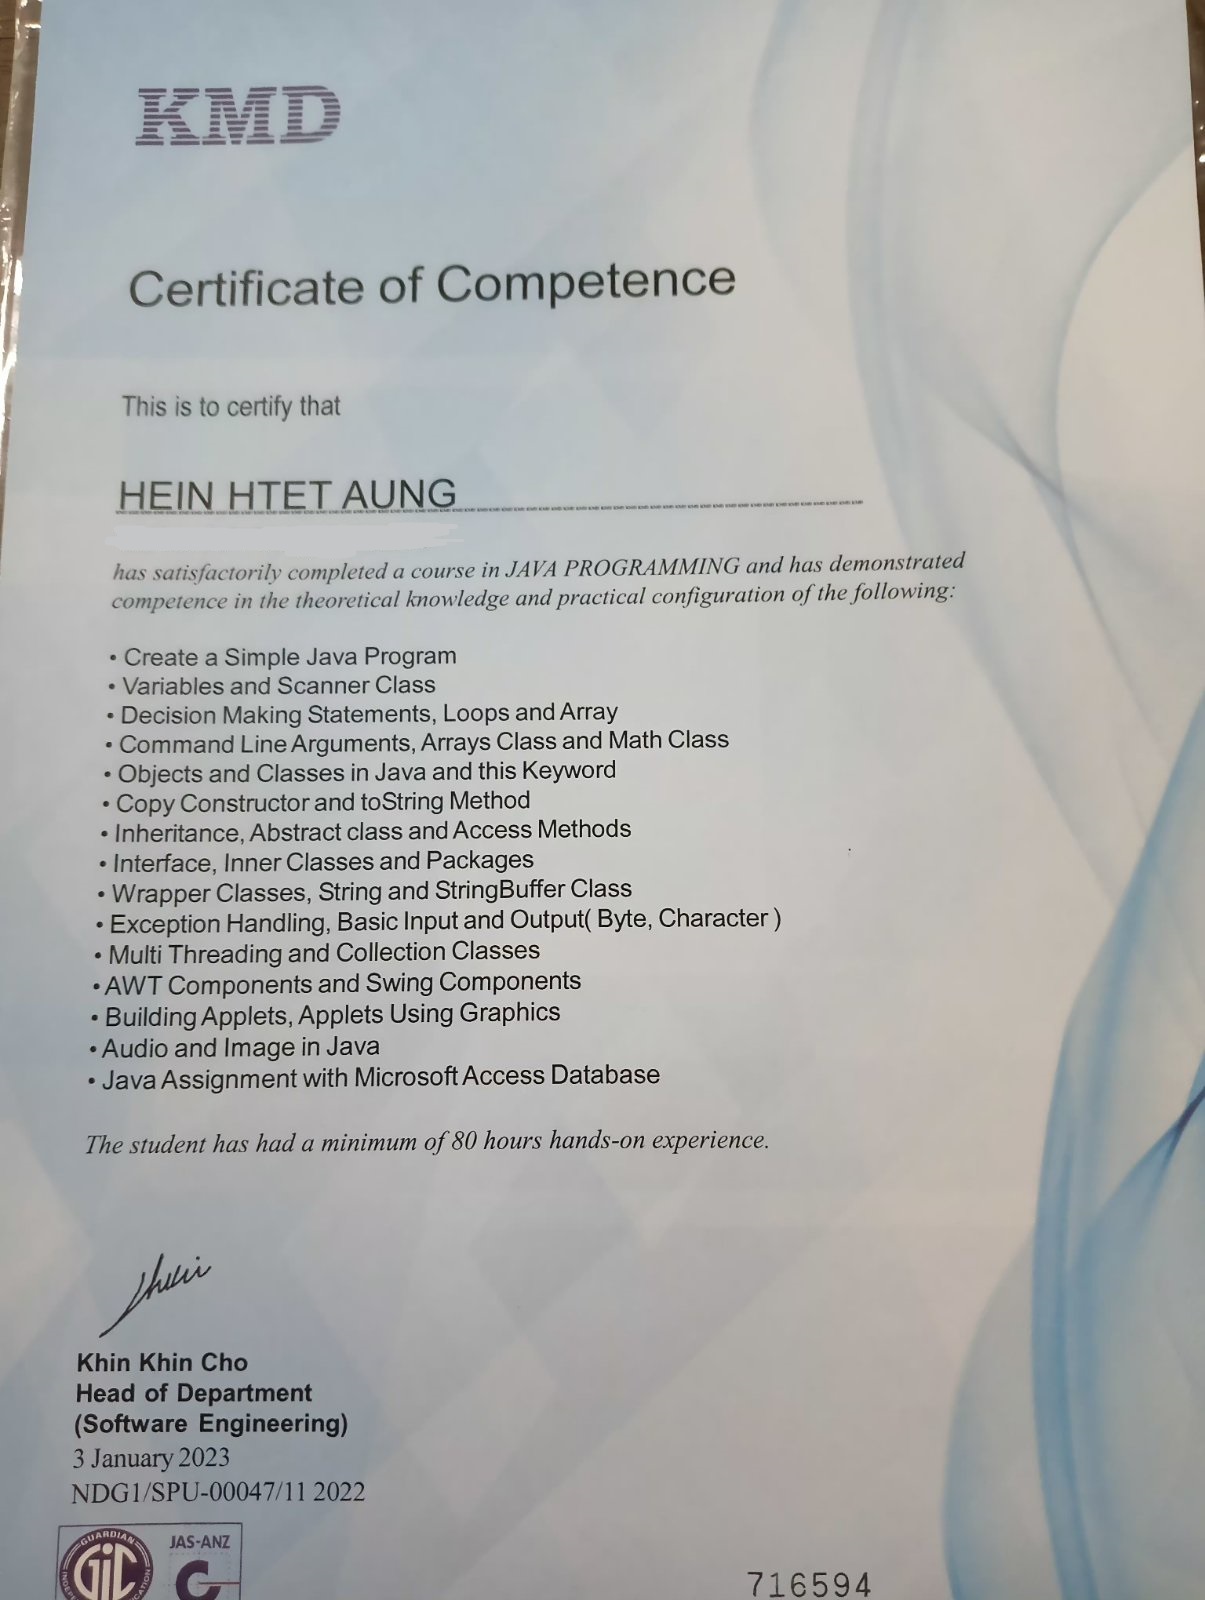 KMD
Certificate of Competence
This is to certify that
HEIN HTET AUNG
has satisfactorily completed a course in JAVA PROGRAMMING and has demonstrated
competence in the theoretical knowledge and practical configuration of the following:
• Create a Simple Java Program
• Variables and Scanner Class
• Decision Making Statements, Loops and Array
• Command Line Arguments, Arrays Class and Math Class
• Objects and Classes in Java and this Keyword
• Copy Constructor and toString Method
• Inheritance, Abstract class and Access Methods
• Interface, Inner Classes and Packages
• Wrapper Classes, String and StringBuffer Class
• Exception Handling, Basic Input and Output( Byte, Character )
• Multi Threading and Collection Classes
• AWT Components and Swing Components
• Building Applets, Applets Using Graphics
• Audio and Image in Java
• Java Assignment with Microsoft Access Database
The student has had a minimum of 80 hours hands-on experience.
Khin Khin Cho
Head of Department
(Software Engineering)
3 January 2023
NDG1/SPU-00047/11 2022
GUARDIAN
GIC
JAS-ANZ
716594